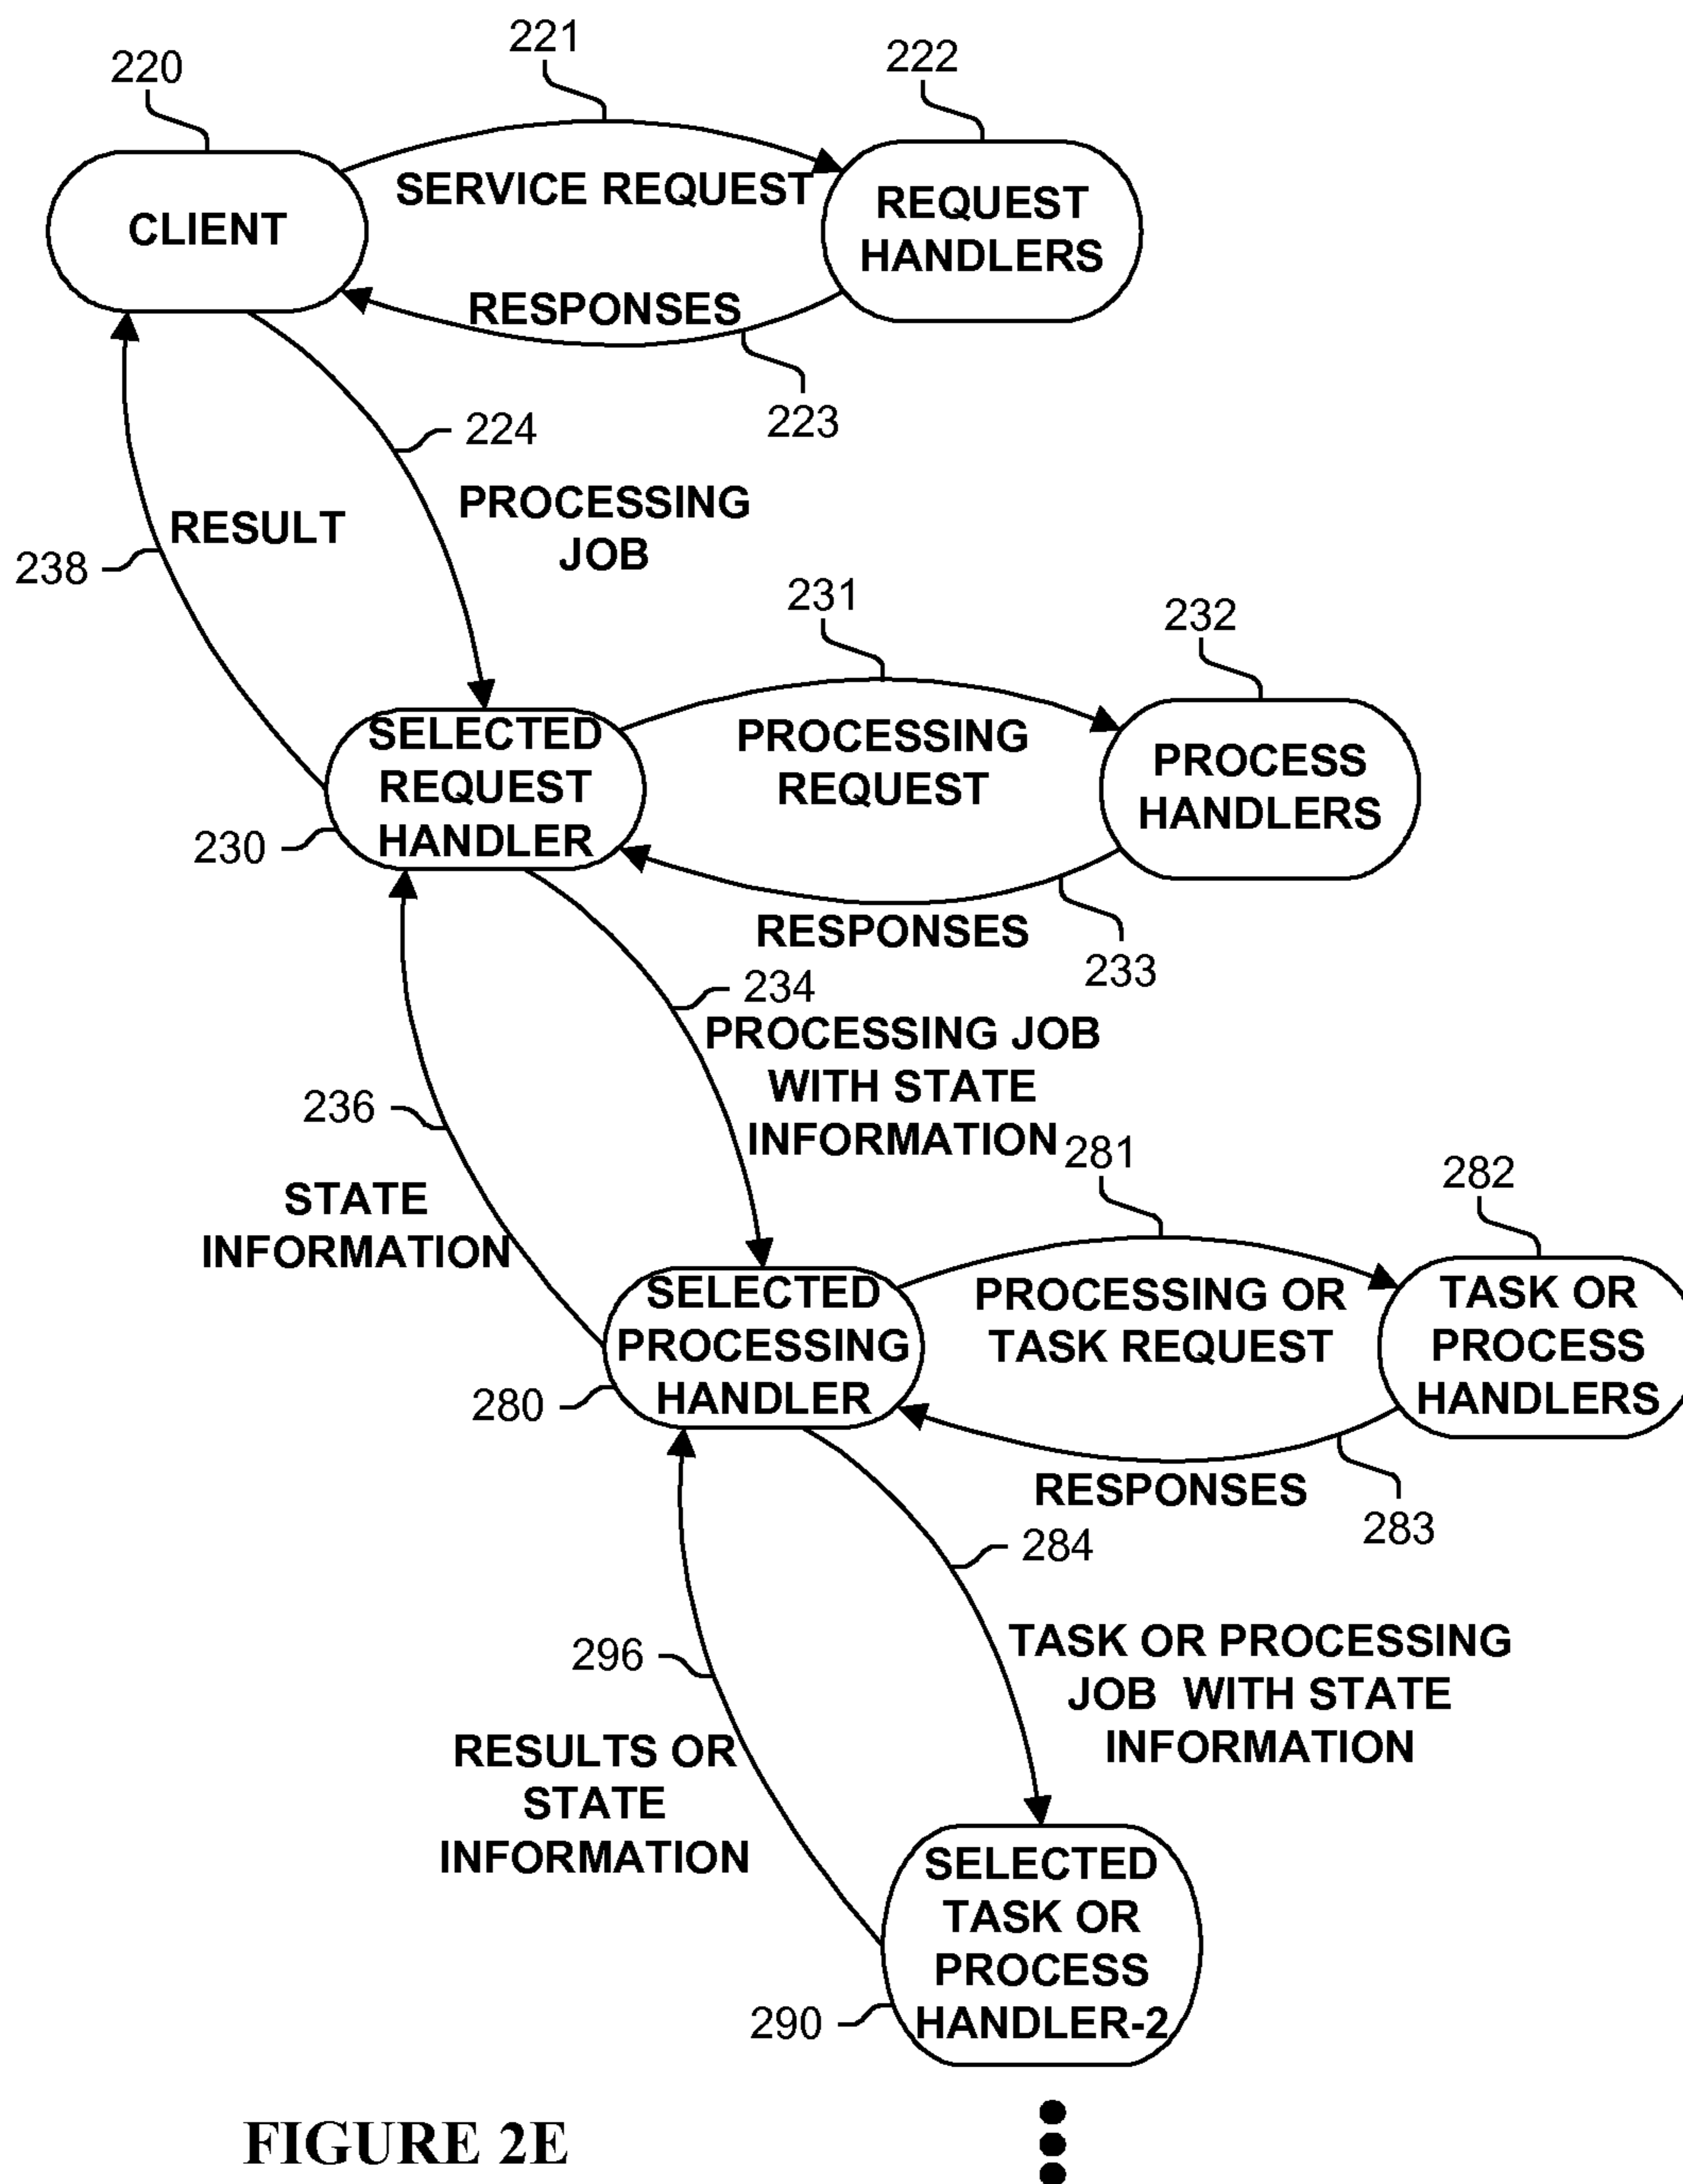 221
220
222
SERVICE REQUEST
CLIENT
REQUEST
HANDLERS
RESPONSES
223
224
PROCESSING
JOB
RESULT
238
231
232
SELECTED
REQUEST
HANDLER
230
PROCESSING
REQUEST
PROCESS
HANDLERS
RESPONSES
233
234
PROCESSING JOB
WITH STATE
INFORMATION
236
STATE
INFORMATION
281
282
SELECTED
PROCESSING
HANDLER
280
PROCESSING OR
TASK REQUEST
TASK OR
PROCESS
HANDLERS
RESPONSES
283
284
TASK OR PROCESSING
JOB WITH STATE
INFORMATION
296
RESULTS OR
STATE
INFORMATION
SELECTED
TASK OR
PROCESS
HANDLER-2
290
FIGURE 2E